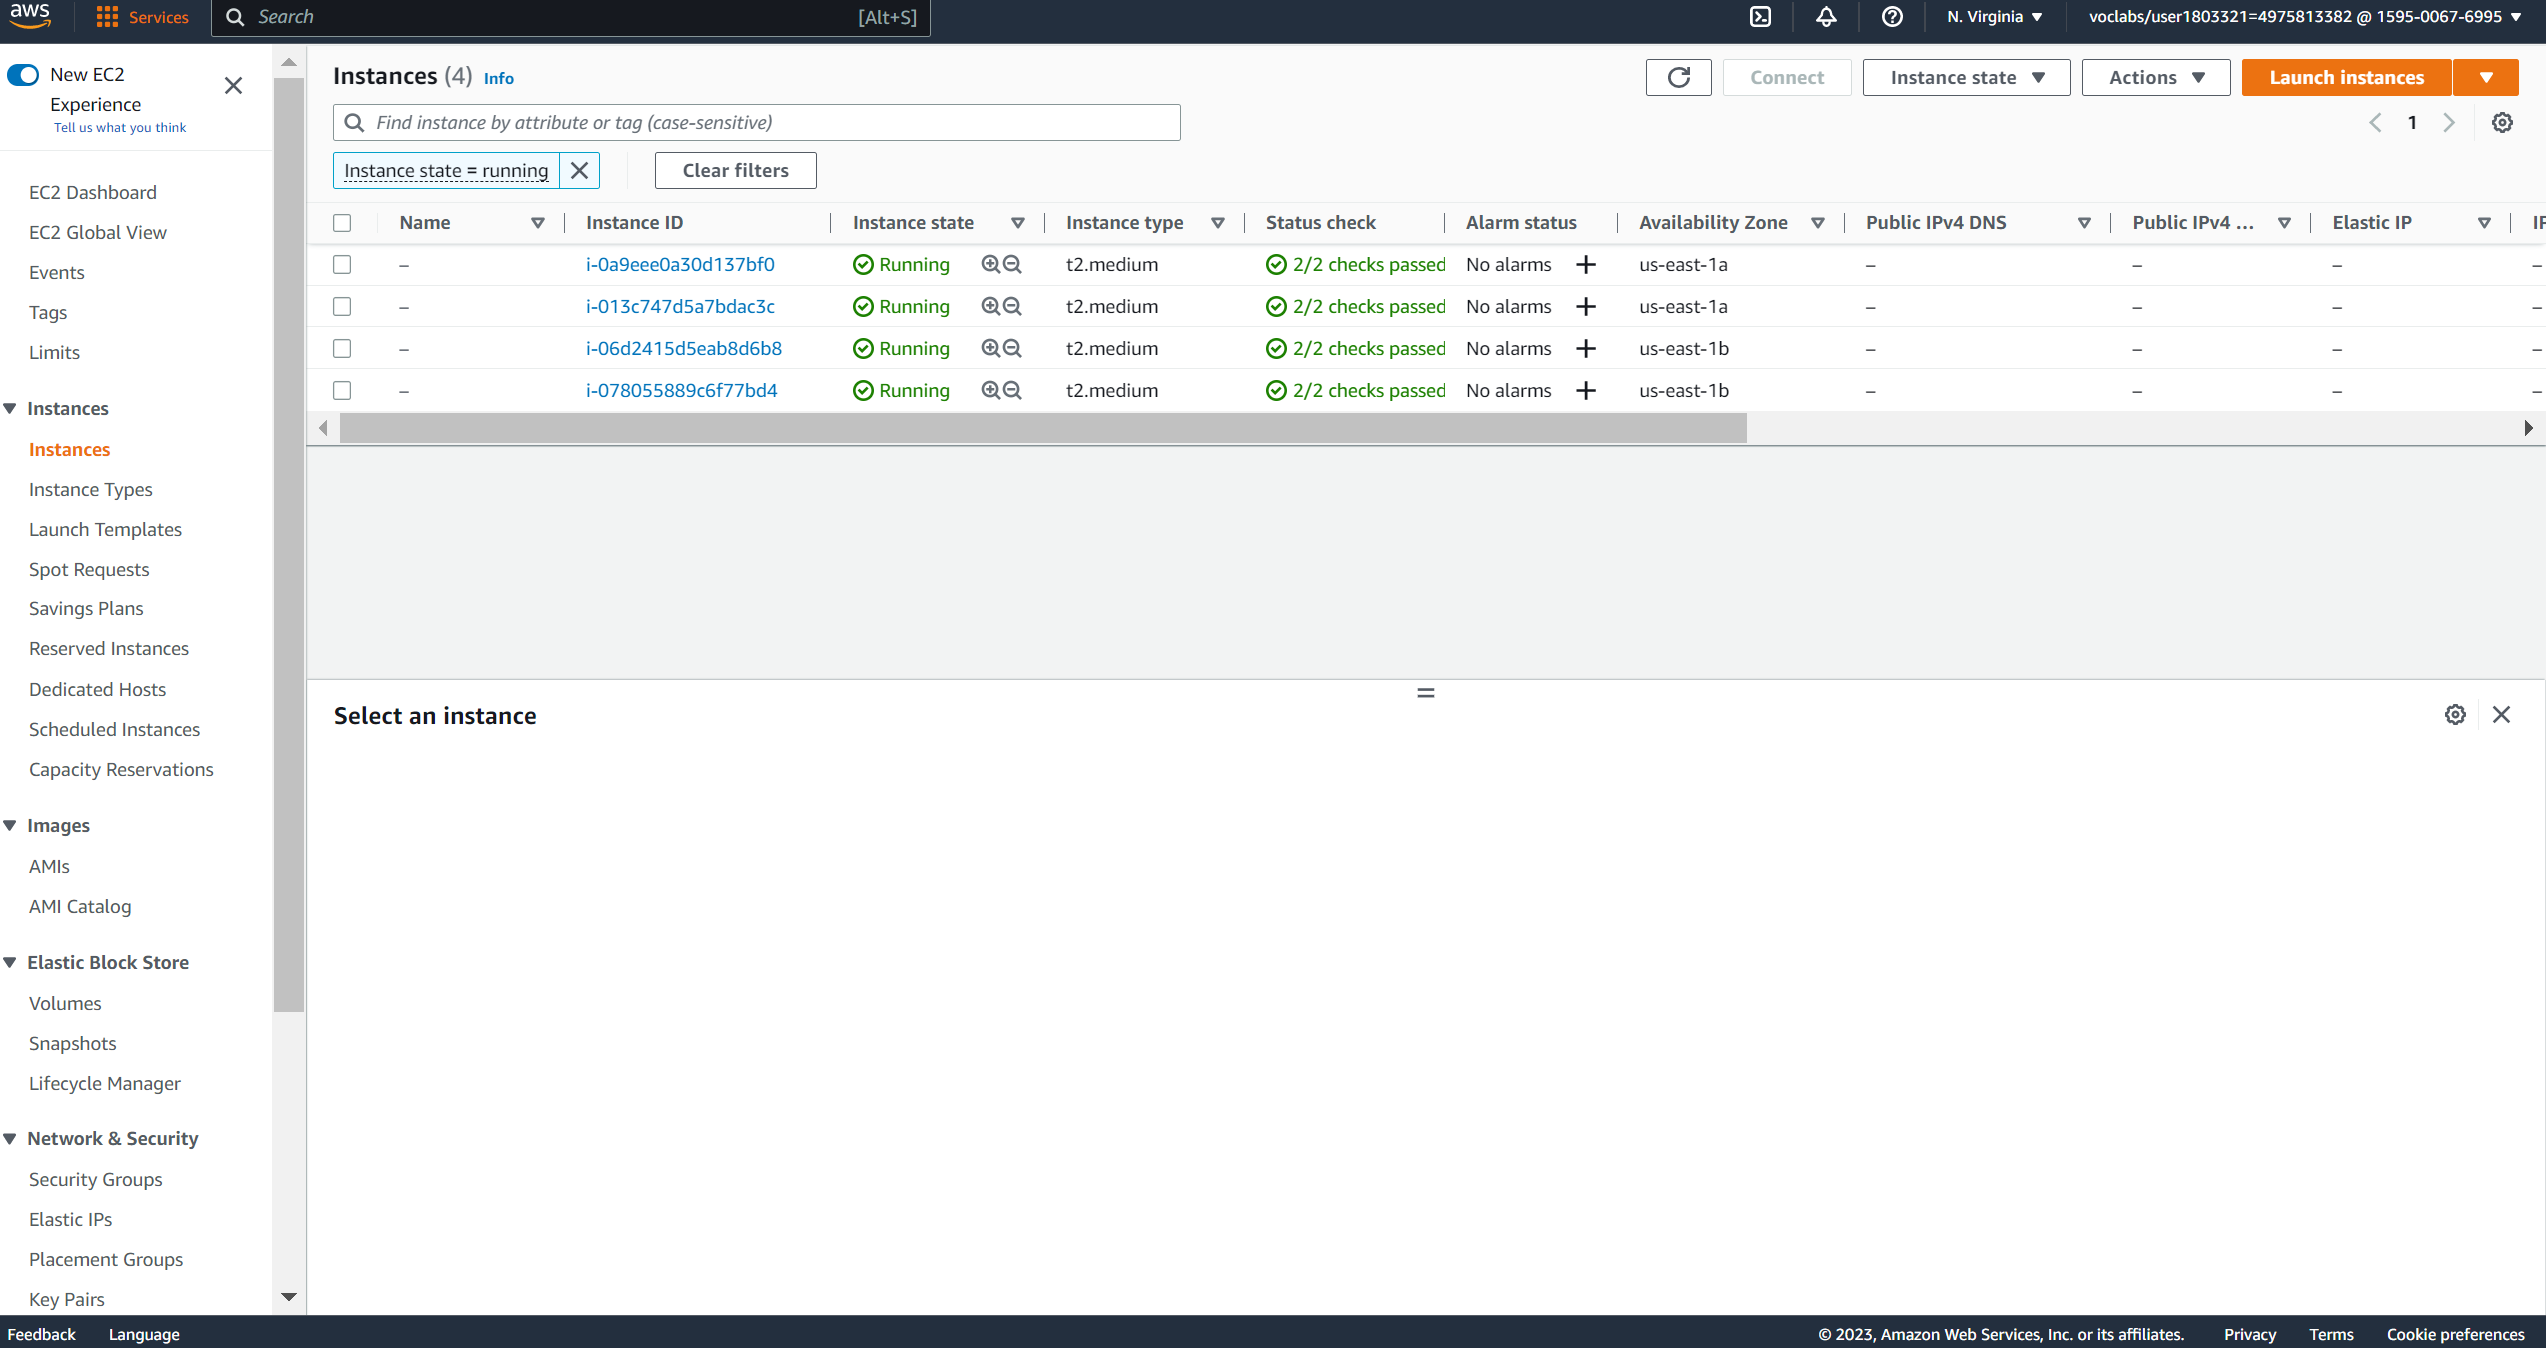 aws Services Search [Alt+S] N. Virginia ▼ voclabs/user1803321=4975813382 @ 1595-0067-6995 ▼
New EC2
Experience
Tell us what you think
EC2 Dashboard
EC2 Global View
Events
Tags
Limits
Instances
Instances
Instance Types
Launch Templates
Spot Requests
Savings Plans
Reserved Instances
Dedicated Hosts
Scheduled Instances
Capacity Reservations
Images
AMIs
AMI Catalog
Elastic Block Store
Volumes
Snapshots
Lifecycle Manager
Network & Security
Security Groups
Elastic IPs
Placement Groups
Key Pairs
Instances (4) Info Connect Instance state Actions Launch instances
Find instance by attribute or tag (case-sensitive) 1
Instance state = running Clear filters
Name Instance ID Instance state Instance type Status check Alarm status Availability Zone Public IPv4 DNS Public IPv4 ... Elastic IP IP
– i-0a9eee0a30d137bf0 Running t2.medium 2/2 checks passed No alarms + us-east-1a – – – –
– i-013c747d5a7bdac3c Running t2.medium 2/2 checks passed No alarms + us-east-1a – – – –
– i-06d2415d5eab8d6b8 Running t2.medium 2/2 checks passed No alarms + us-east-1b – – – –
– i-078055889c6f77bd4 Running t2.medium 2/2 checks passed No alarms + us-east-1b – – – –
Select an instance
Feedback Language © 2023, Amazon Web Services, Inc. or its affiliates. Privacy Terms Cookie preferences